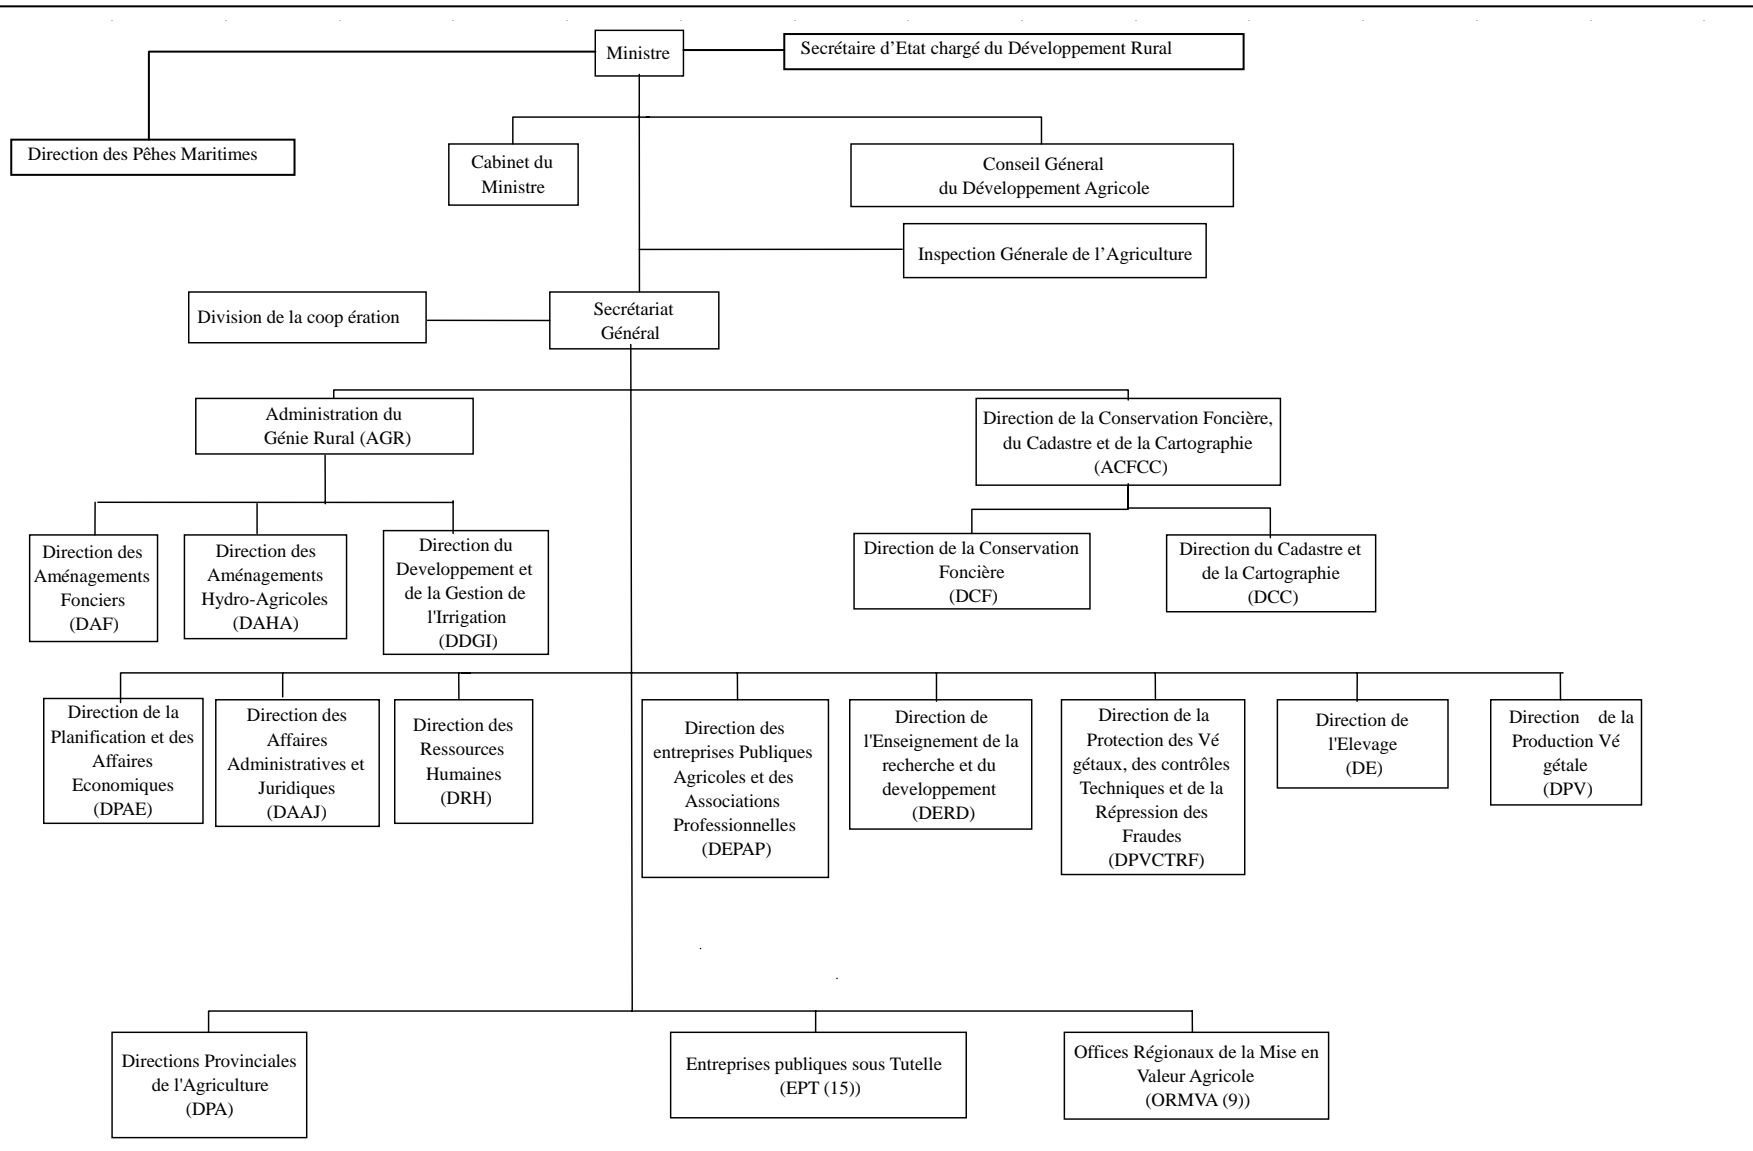 Ministre
Secrétaire d'Etat chargé du Développement Rural
Direction des Pêhes Maritimes
Cabinet du
Ministre
Conseil Géneral
du Développement Agricole
Inspection Génerale de l'Agriculture
Division de la coop ération
Secrétariat
Général
Administration du
Génie Rural (AGR)
Direction de la Conservation Foncière,
du Cadastre et de la Cartographie
(ACFCC)
Direction des
Aménagements
Fonciers
(DAF)
Direction des
Aménagements
Hydro-Agricoles
(DAHA)
Direction du
Developpement et
de la Gestion de
l'Irrigation
(DDGI)
Direction de la Conservation
Foncière
(DCF)
Direction du Cadastre et
de la Cartographie
(DCC)
Direction de la
Planification et des
Affaires
Economiques
(DPAE)
Direction des
Affaires
Administratives et
Juridiques
(DAAJ)
Direction des
Ressources
Humaines
(DRH)
Direction des
entreprises Publiques
Agricoles et des
Associations
Professionnelles
(DEPAP)
Direction de
l'Enseignement de la
recherche et du
developpement
(DERD)
Direction de la
Protection des Vé
gétaux, des contrôles
Techniques et de la
Répression des
Fraudes
(DPVCTRF)
Direction de
l'Elevage
(DE)
Direction de la
Production Vé
gétale
(DPV)
Directions Provinciales
de l'Agriculture
(DPA)
Entreprises publiques sous Tutelle
(EPT (15))
Offices Régionaux de la Mise en
Valeur Agricole
(ORMVA (9))